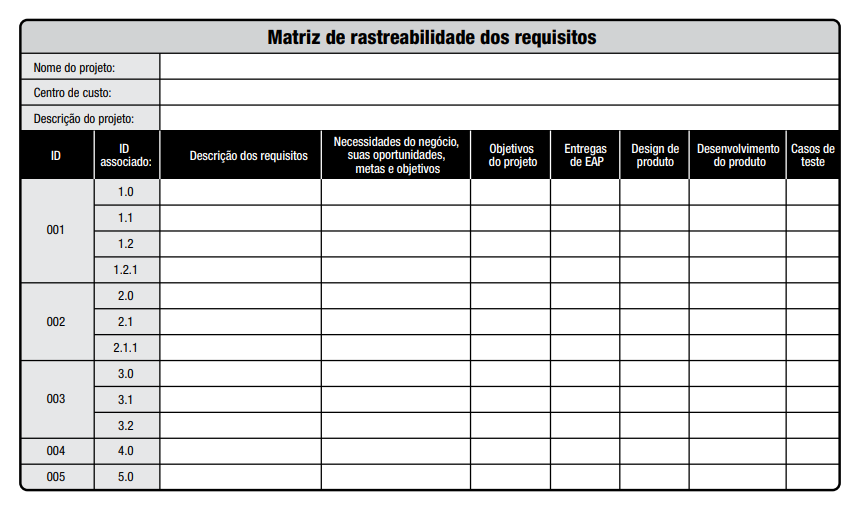 Matriz de rastreabilidade dos requisitos
Nome do projeto:
Centro de custo:
Descrição do projeto:
ID
ID
associado:
Descrição dos requisitos
Necessidades do negócio,
suas oportunidades,
metas e objetivos
Objetivos
do projeto
Entregas
de EAP
Design de
produto
Desenvolvimento
do produto
Casos de
teste
001
1.0
1.1
1.2
1.2.1
002
2.0
2.1
2.1.1
003
3.0
3.1
3.2
004
4.0
005
5.0